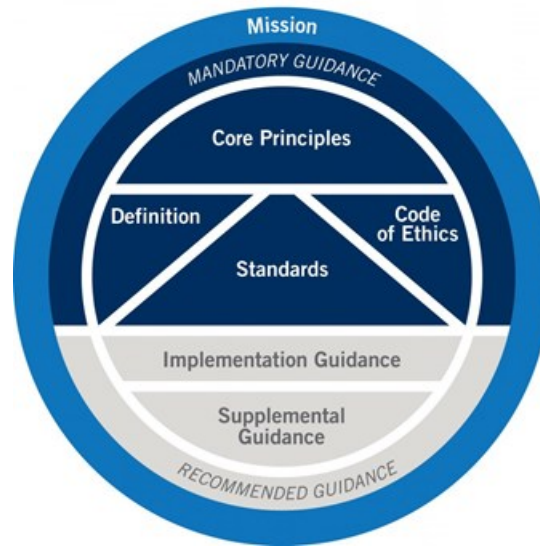 Mission
MANDATORY GUIDANCE
Core Principles
Definition
Code
of Ethics
Standards
Implementation Guidance
Supplemental
Guidance
RECOMMENDED GUIDANCE